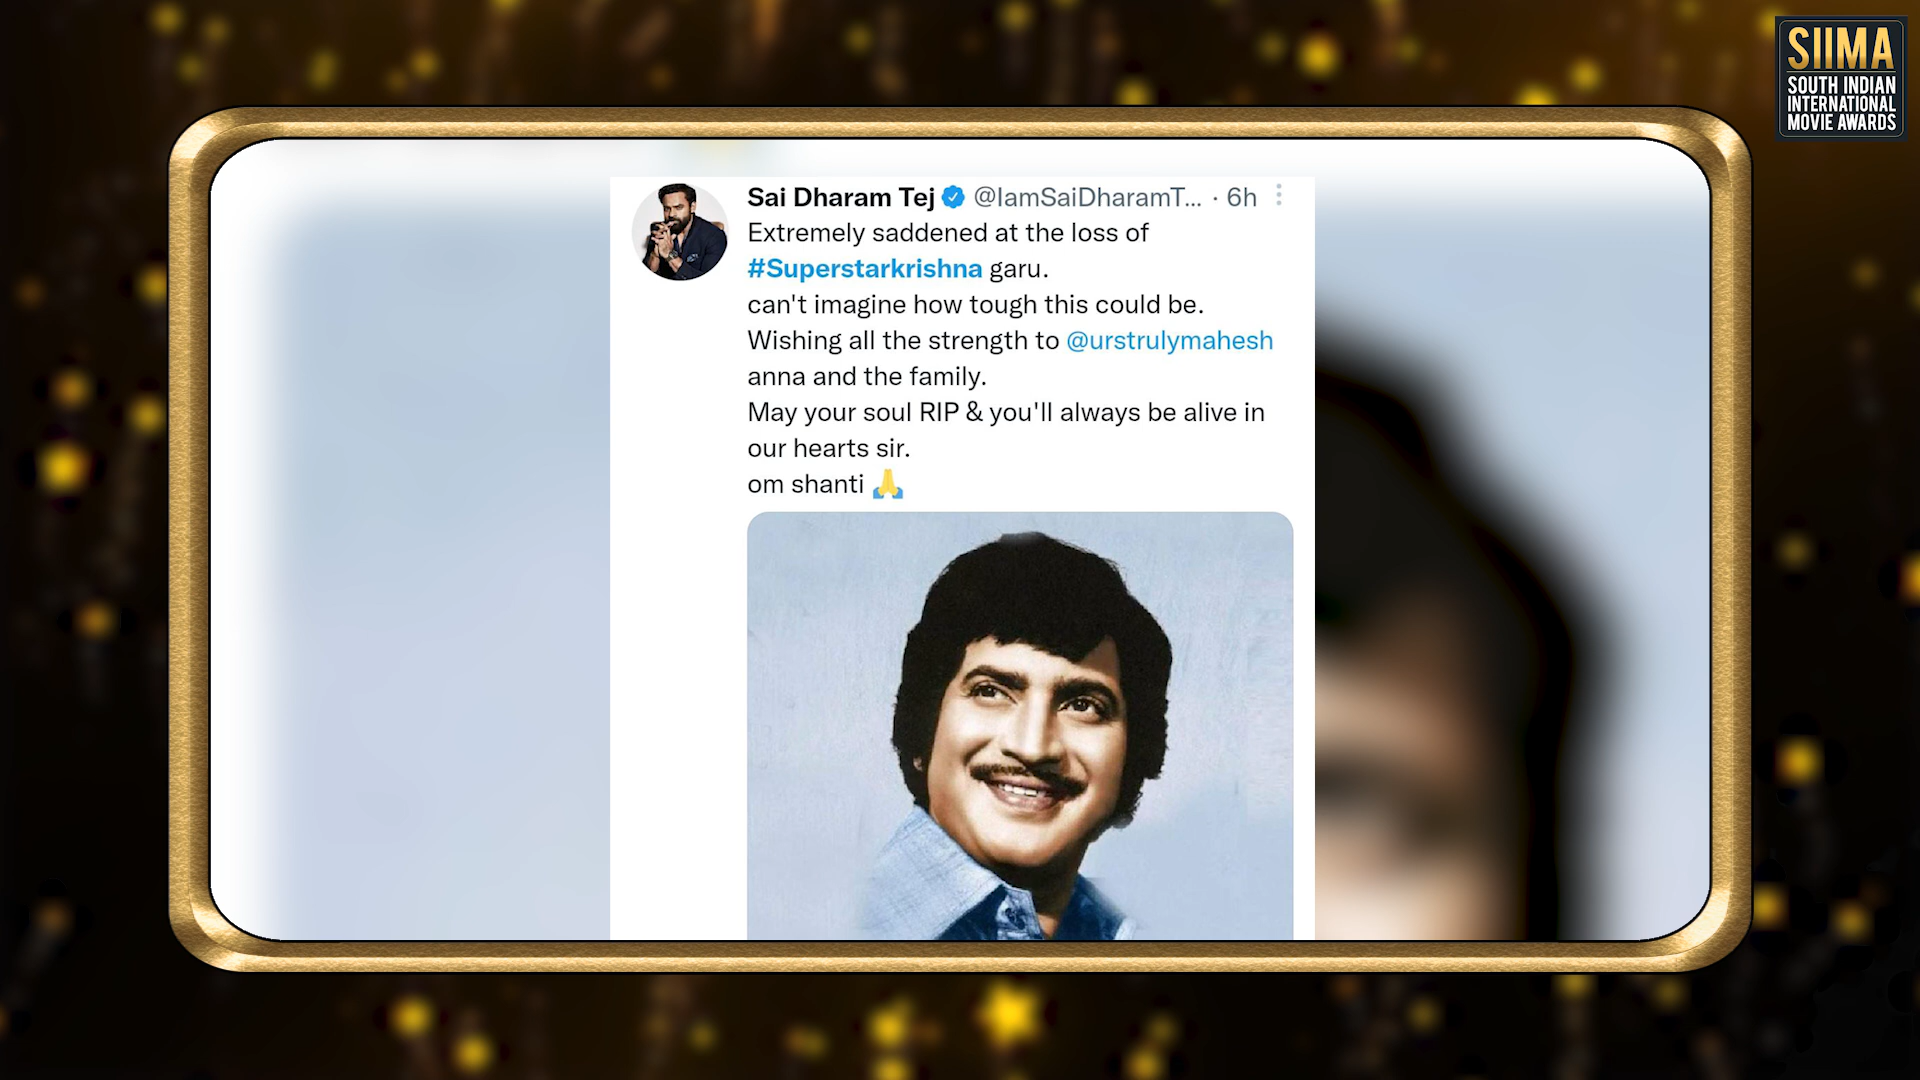 SIIMA
SOUTH INDIAN
INTERNATIONAL
MOVIE AWARDS
Sai Dharam Tej @IamSaiDharamT... · 6h
Extremely saddened at the loss of
#Superstarkrishna garu.
can't imagine how tough this could be.
Wishing all the strength to @urstrulymahesh
anna and the family.
May your soul RIP & you'll always be alive in
our hearts sir.
om shanti 🙏